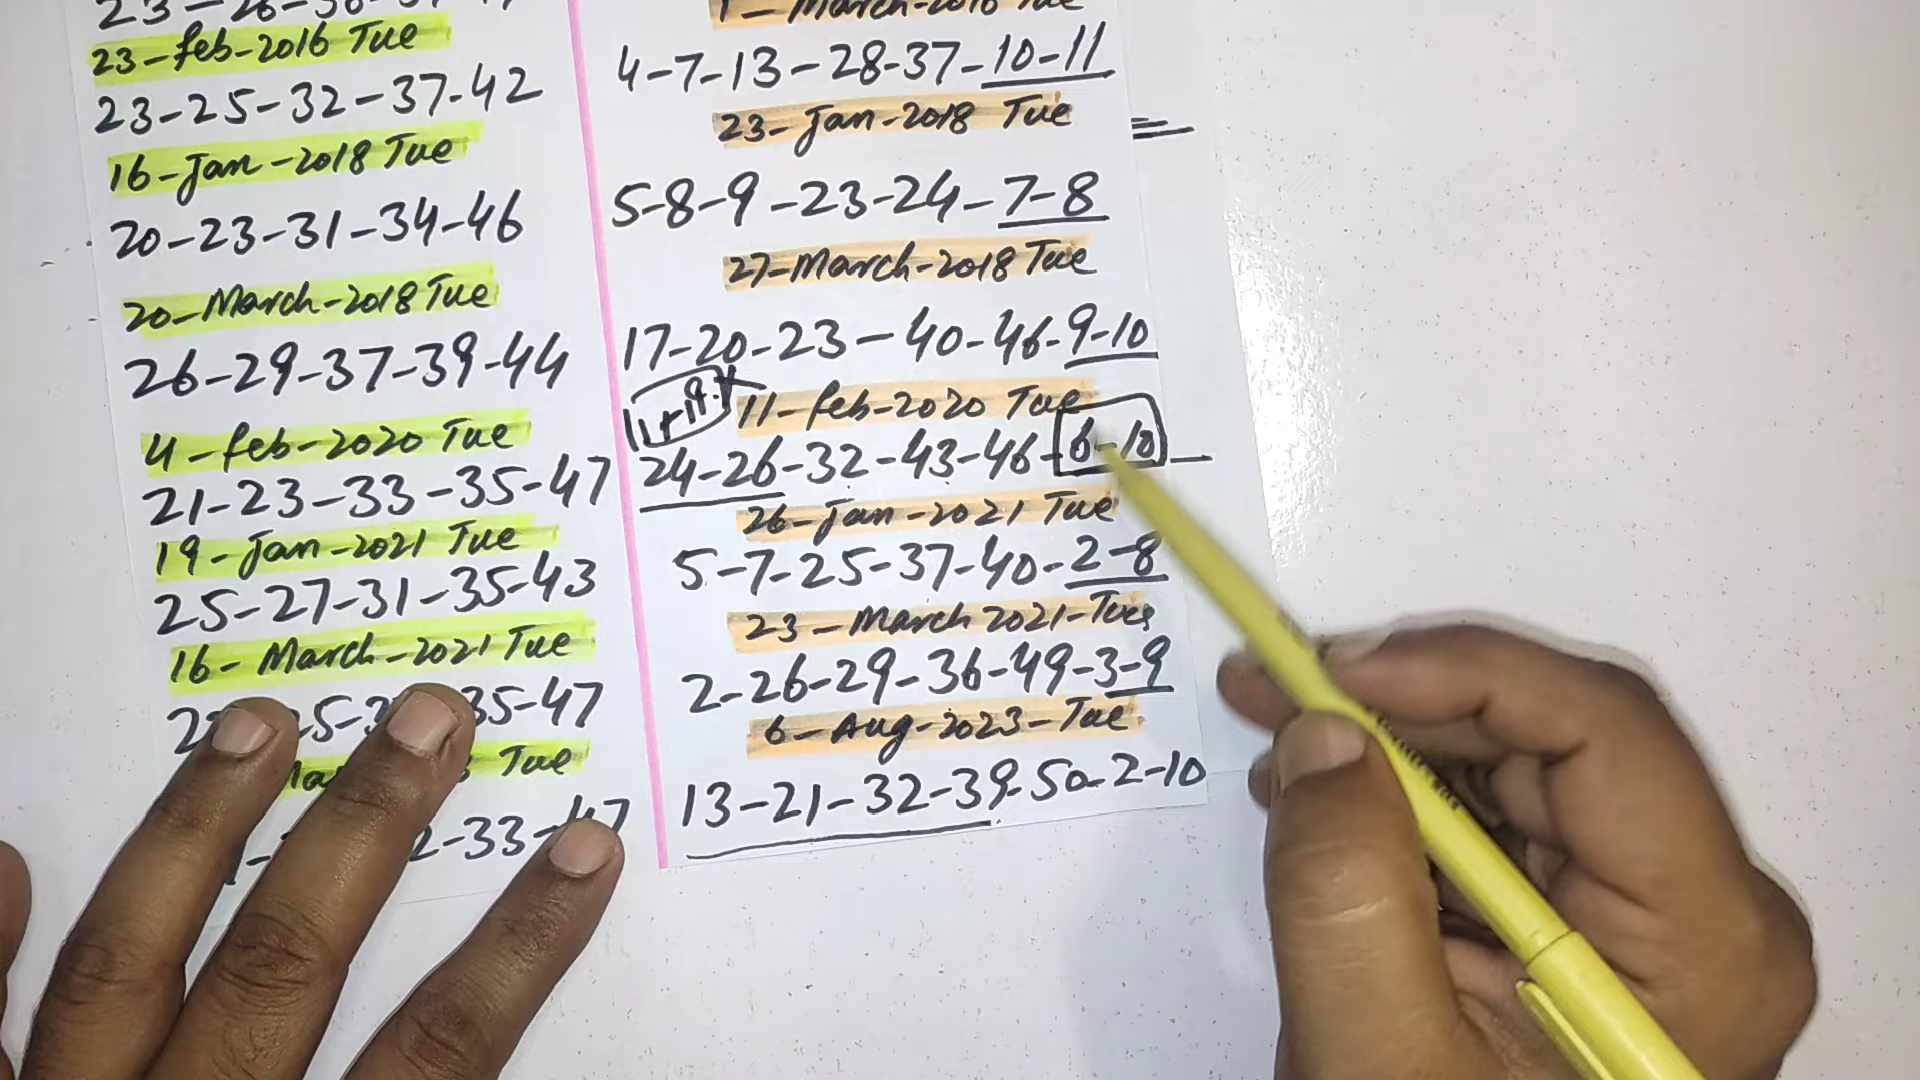 23-Feb-2016 Tue
23-25-32-37-42
16-Jan-2018 Tue
20-23-31-34-46
20-March-2018 Tue
26-29-37-39-44
4-Feb-2020 Tue
21-23-33-35-47
19-Jan-2021 Tue
25-27-31-35-43
16-March-2021 Tue
35-47
Tue
-33-47
1-March-2016 Tue
4-7-13-28-37-10-11
23-Jan-2018 Tue
5-8-9-23-24-7-8
27-March-2018 Tue
17-20-23-40-46-9-10
11-Feb-2020 Tue
24-26-32-43-46-6-10
26-Jan-2021 Tue
5-7-25-37-40-2-8
23-March 2021-Tue
2-26-29-36-49-3-9
6-Aug-2023-Tue
13-21-32-39-50-2-10